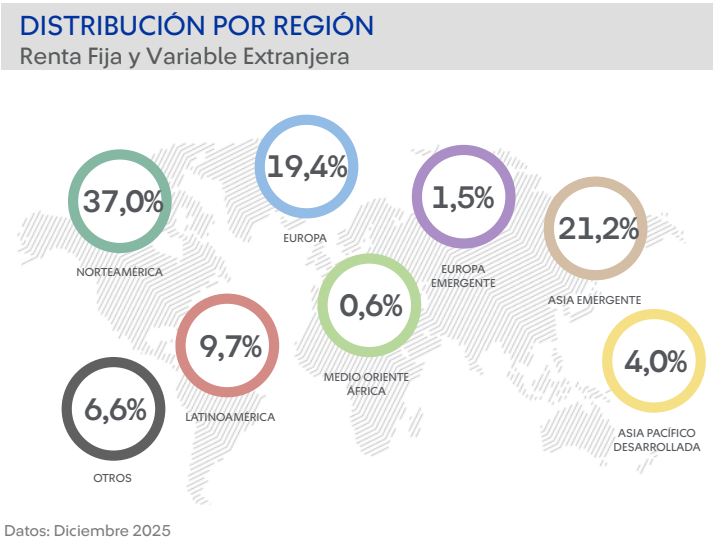 DISTRIBUCIÓN POR REGIÓN
Renta Fija y Variable Extranjera
37,0%
NORTEAMÉRICA
19,4%
EUROPA
1,5%
EUROPA
EMERGENTE
21,2%
ASIA EMERGENTE
0,6%
MEDIO ORIENTE
ÁFRICA
9,7%
LATINOAMÉRICA
4,0%
ASIA PACÍFICO
DESARROLLADA
6,6%
OTROS
Datos: Diciembre 2025